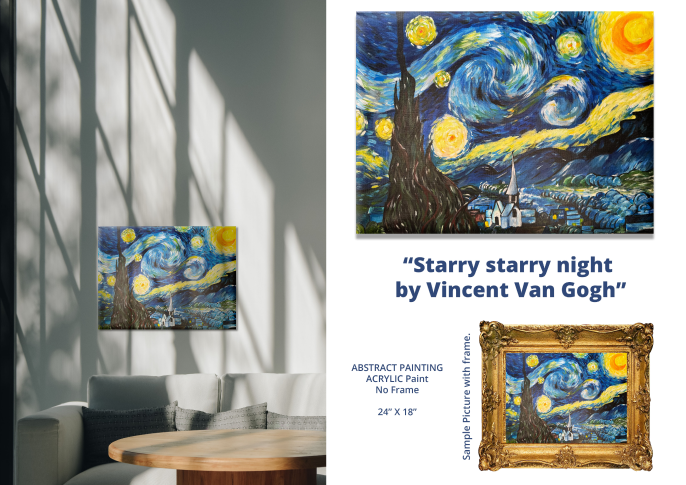 “Starry starry night
by Vincent Van Gogh”
ABSTRACT PAINTING
ACRYLIC Paint
No Frame
24” X 18”
Sample Picture with frame.